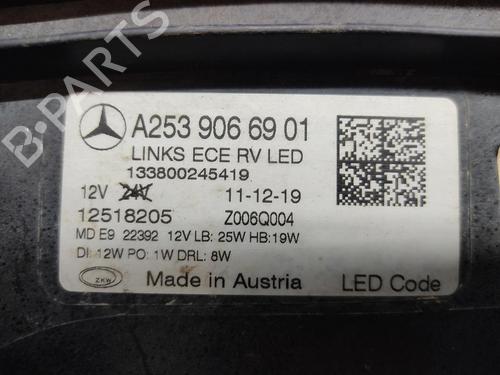 A253 906 69 01
LINKS ECE RV LED
133800245419
12V 24V 11-12-19
12518205 Z006Q004
MD E9 22392 12V LB: 25W HB:19W
DI: 12W PO: 1W DRL: 8W
ZKW Made in Austria LED Code
B-PARTS